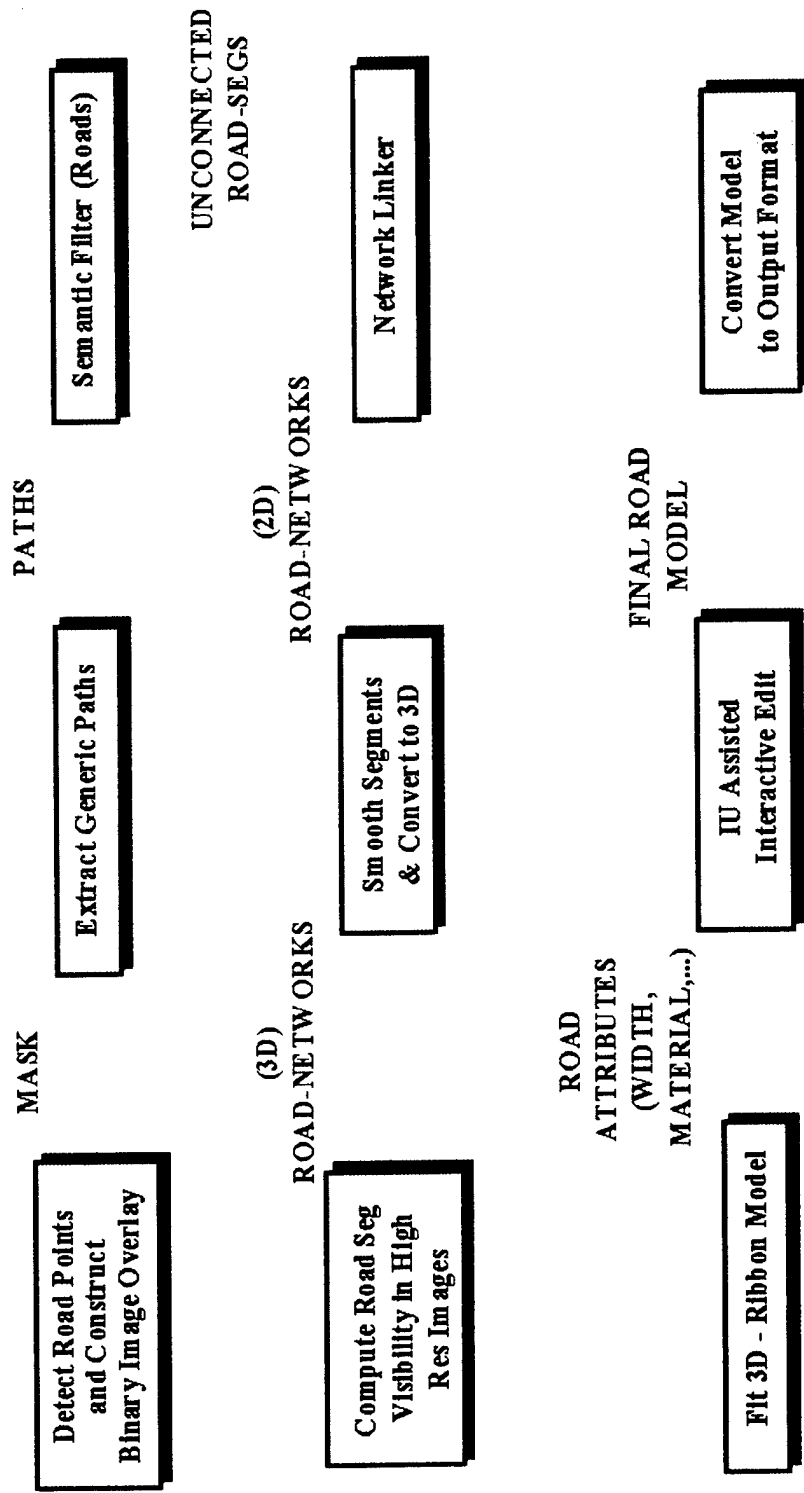 Detect Road Points
and Construct
Binary Image Overlay
MASK
Extract Generic Paths
PATHS
Semantic Filter (Roads)
UNCONNECTED
ROAD-SEGS
Network Linker
(2D)
ROAD-NETWORKS
Smooth Segments
& Convert to 3D
(3D)
ROAD-NETWORKS
Compute Road Seg
Visibility in High
Res Images
Fit 3D - Ribbon Model
ROAD
ATTRIBUTES
(WIDTH,
MATERIAL,...)
IU Assisted
Interactive Edit
FINAL ROAD
MODEL
Convert Model
to Output Format